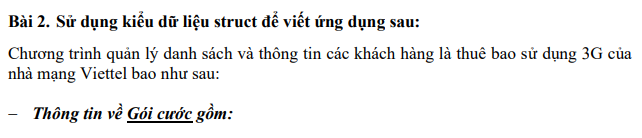 Bài 2. Sử dụng kiểu dữ liệu struct để viết ứng dụng sau:
Chương trình quản lý danh sách và thông tin các khách hàng là thuê bao sử dụng 3G của
nhà mạng Viettel bao như sau:
– Thông tin về Gói cước gồm: